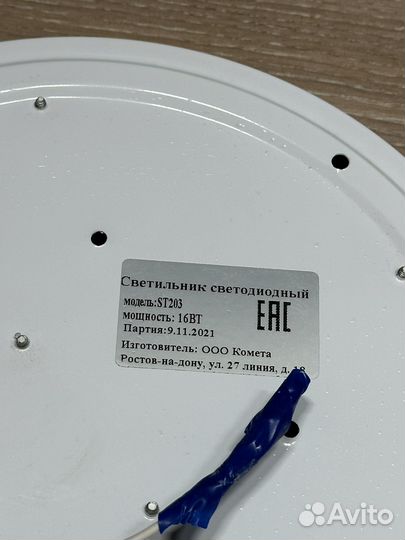 Светильник светодиодный
модель:ST203
мощность: 16ВТ
Партия:9.11.2021
EAC
Изготовитель: ООО Комета
Ростов-на-дону, ул. 27 линия, д.
Avito